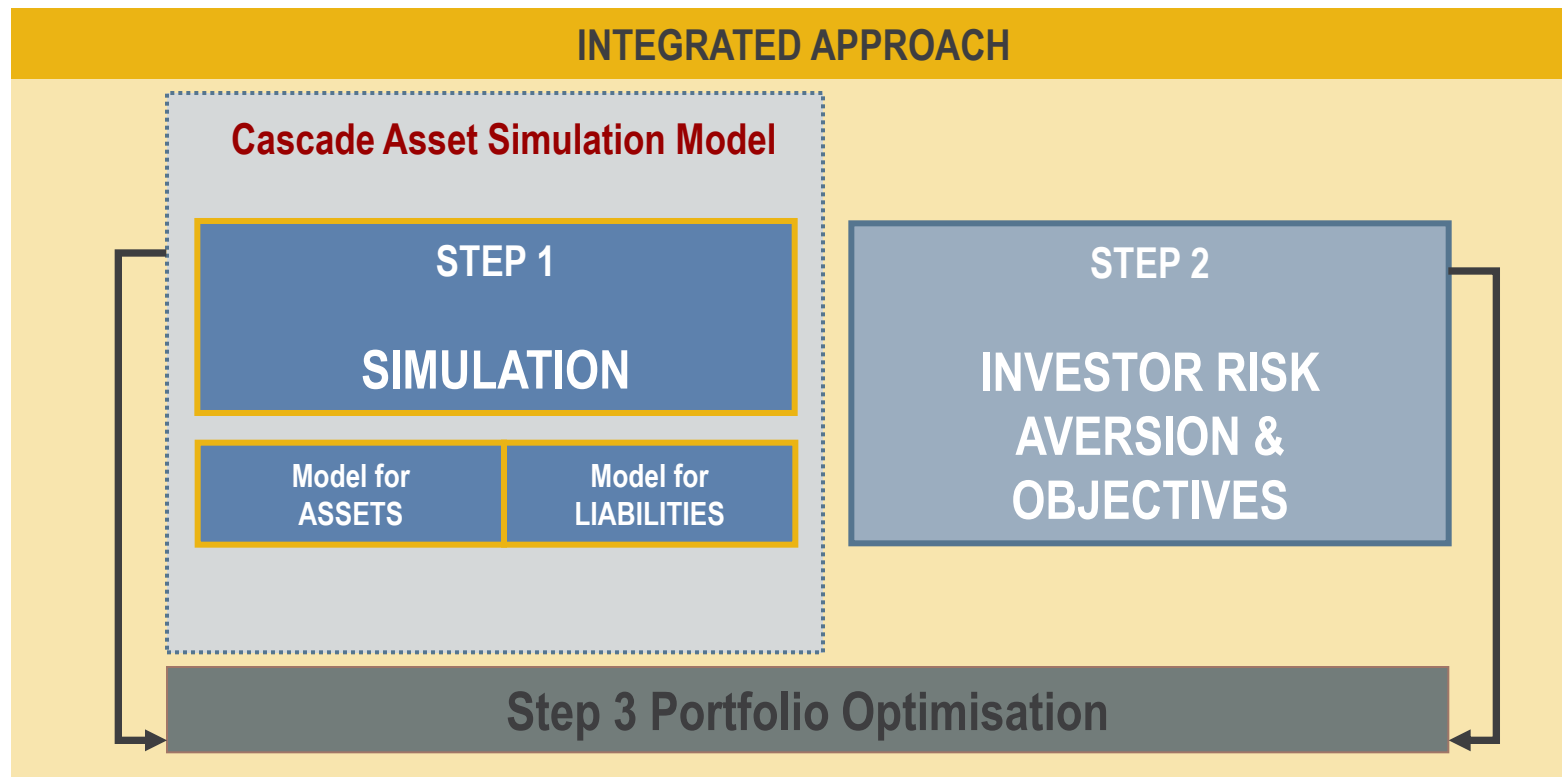 INTEGRATED APPROACH
Cascade Asset Simulation Model
STEP 1
SIMULATION
Model for
ASSETS
Model for
LIABILITIES
STEP 2
INVESTOR RISK
AVERSION &
OBJECTIVES
Step 3 Portfolio Optimisation